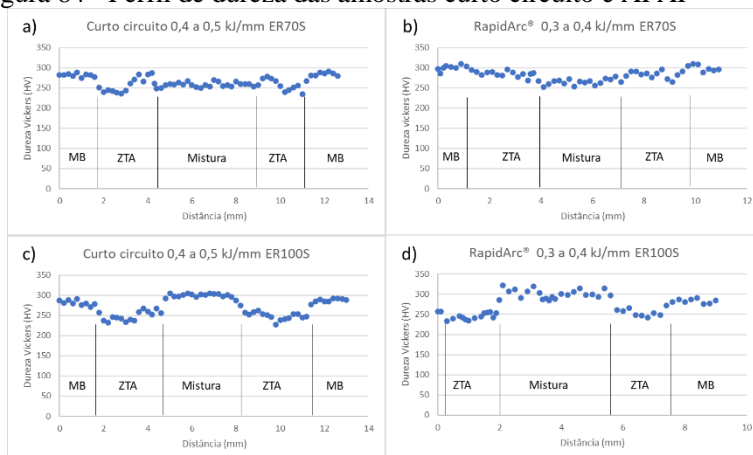 gura 84 - Perfil de dureza das amostras curto circuito e AP/AP
a) Curto circuito 0,4 a 0,5 kJ/mm ER70S
Dureza Vickers (HV)
350
300
250
200
150
100
50
0
MB ZTA Mistura ZTA MB
0 2 4 6 8 10 12 14
Distância (mm)
b) RapidArc® 0,3 a 0,4 kJ/mm ER70S
Dureza Vickers (HV)
350
300
250
200
150
100
50
0
MB ZTA Mistura ZTA MB
0 2 4 6 8 10 12
Distância (mm)
c) Curto circuito 0,4 a 0,5 kJ/mm ER100S
Dureza Vickers (HV)
350
300
250
200
150
100
50
0
MB ZTA Mistura ZTA MB
0 2 4 6 8 10 12 14
Distância (mm)
d) RapidArc® 0,3 a 0,4 kJ/mm ER100S
Dureza Vickers (HV)
350
300
250
200
150
100
50
0
ZTA Mistura ZTA MB
0 2 4 6 8 10
Distância (mm)